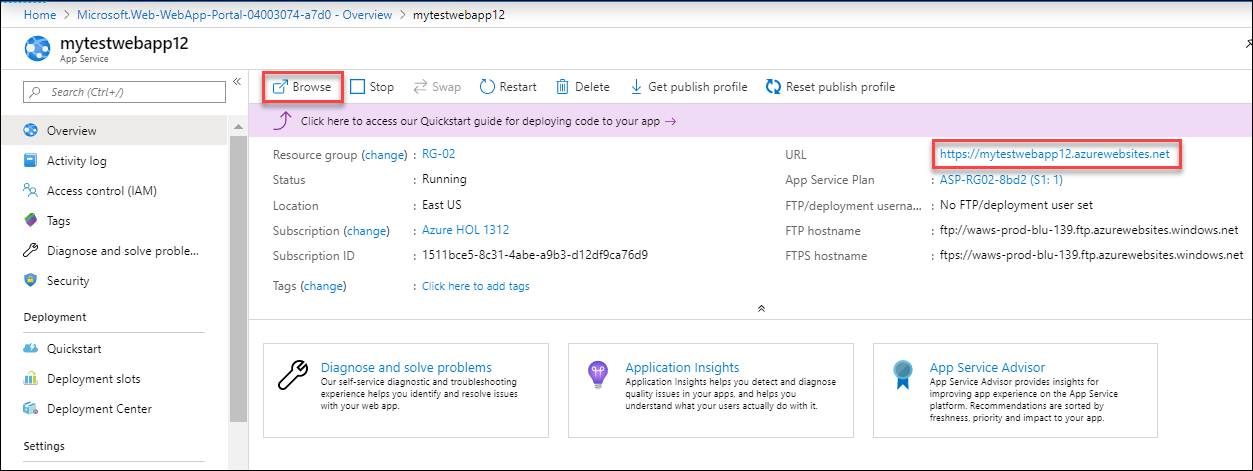 Home > Microsoft.Web-WebApp-Portal-04003074-a7d0 - Overview > mytestwebapp12
mytestwebapp12
App Service
Search (Ctrl+/)
Overview
Activity log
Access control (IAM)
Tags
Diagnose and solve proble...
Security
Deployment
Quickstart
Deployment slots
Deployment Center
Settings
Browse Stop Swap Restart Delete Get publish profile Reset publish profile
Click here to access our Quickstart guide for deploying code to your app →
Resource group (change) : RG-02
Status : Running
Location : East US
Subscription (change) : Azure HOL 1312
Subscription ID : 1511bce5-8c31-4abe-a9b3-d12df9ca76d9
Tags (change) : Click here to add tags
URL : https://mytestwebapp12.azurewebsites.net
App Service Plan : ASP-RG02-8bd2 (S1: 1)
FTP/deployment userna... : No FTP/deployment user set
FTP hostname : ftp://waws-prod-blu-139.ftp.azurewebsites.windows.net
FTPS hostname : ftps://waws-prod-blu-139.ftp.azurewebsites.windows.net
Diagnose and solve problems
Our self-service diagnostic and troubleshooting
experience helps you identify and resolve issues
with your web app.
Application Insights
Application Insights helps you detect and diagnose
quality issues in your apps, and helps you
understand what your users actually do with it.
App Service Advisor
App Service Advisor provides insights for
improving app experience on the App Service
platform. Recommendations are sorted by
freshness, priority and impact to your app.